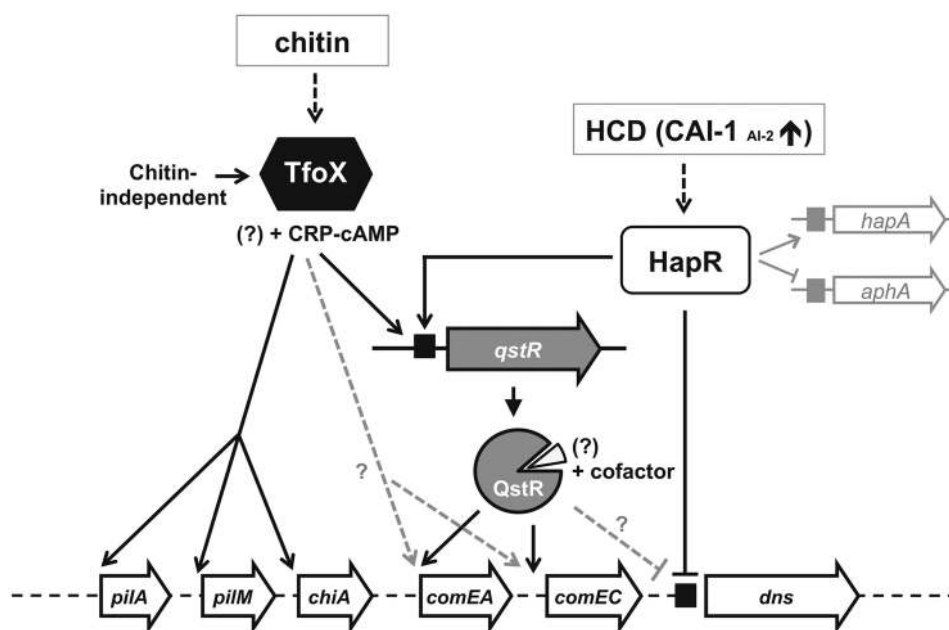 chitin
HCD (CAI-1 AI-2 )
TfoX
Chitin-
independent
(?) + CRP-cAMP
HapR
hapA
aphA
qstR
(?)
+ cofactor
QstR
?
?
pilA
pilM
chiA
comEA
comEC
dns